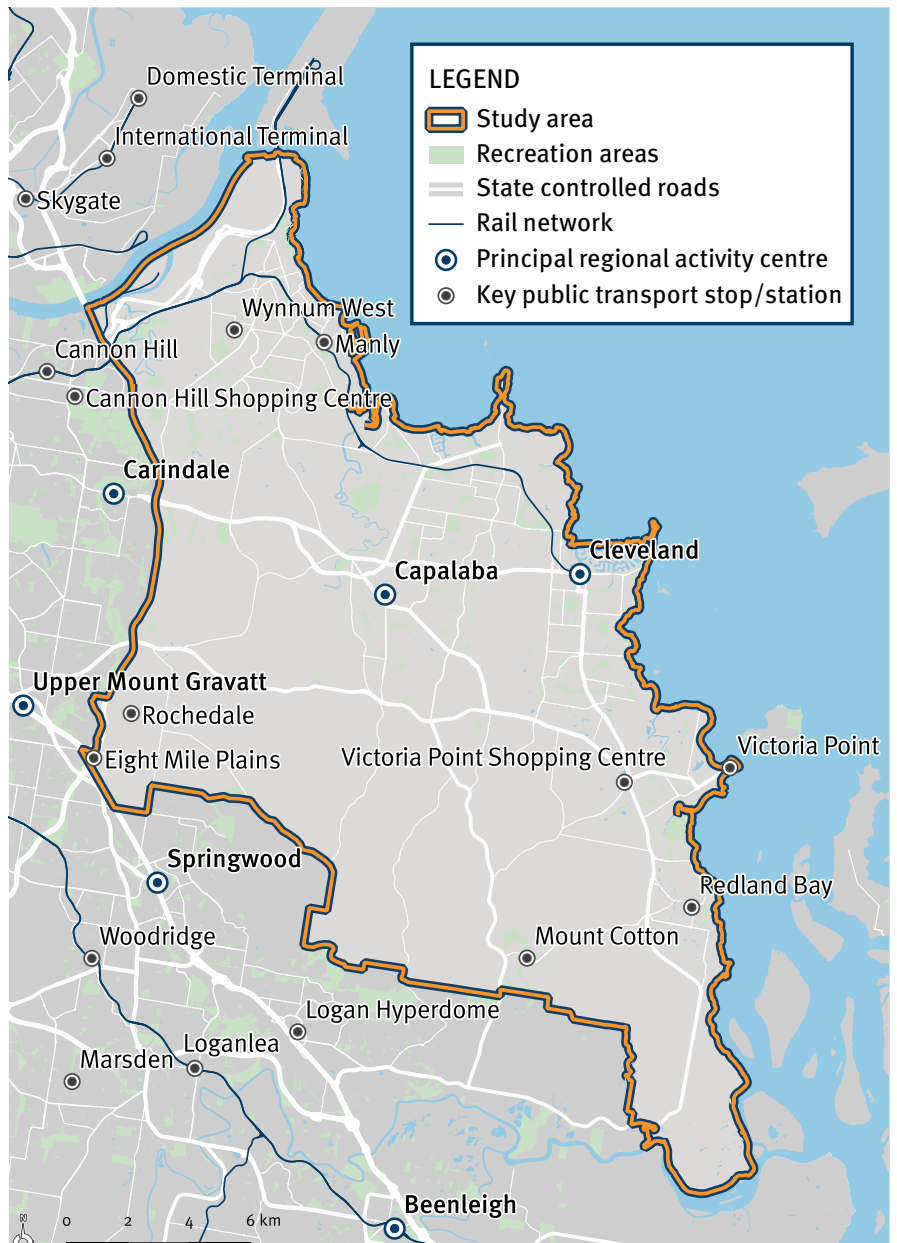 Domestic Terminal
International Terminal
Skygate
LEGEND
Study area
Recreation areas
State controlled roads
Rail network
Principal regional activity centre
Key public transport stop/station
Wynnum West
Manly
Cannon Hill
Cannon Hill Shopping Centre
Carindale
Cleveland
Capalaba
Upper Mount Gravatt
Rochedale
Eight Mile Plains
Victoria Point Shopping Centre
Victoria Point
Springwood
Redland Bay
Woodridge
Mount Cotton
Logan Hyperdome
Loganlea
Marsden
Beenleigh
N
0 2 4 6 km